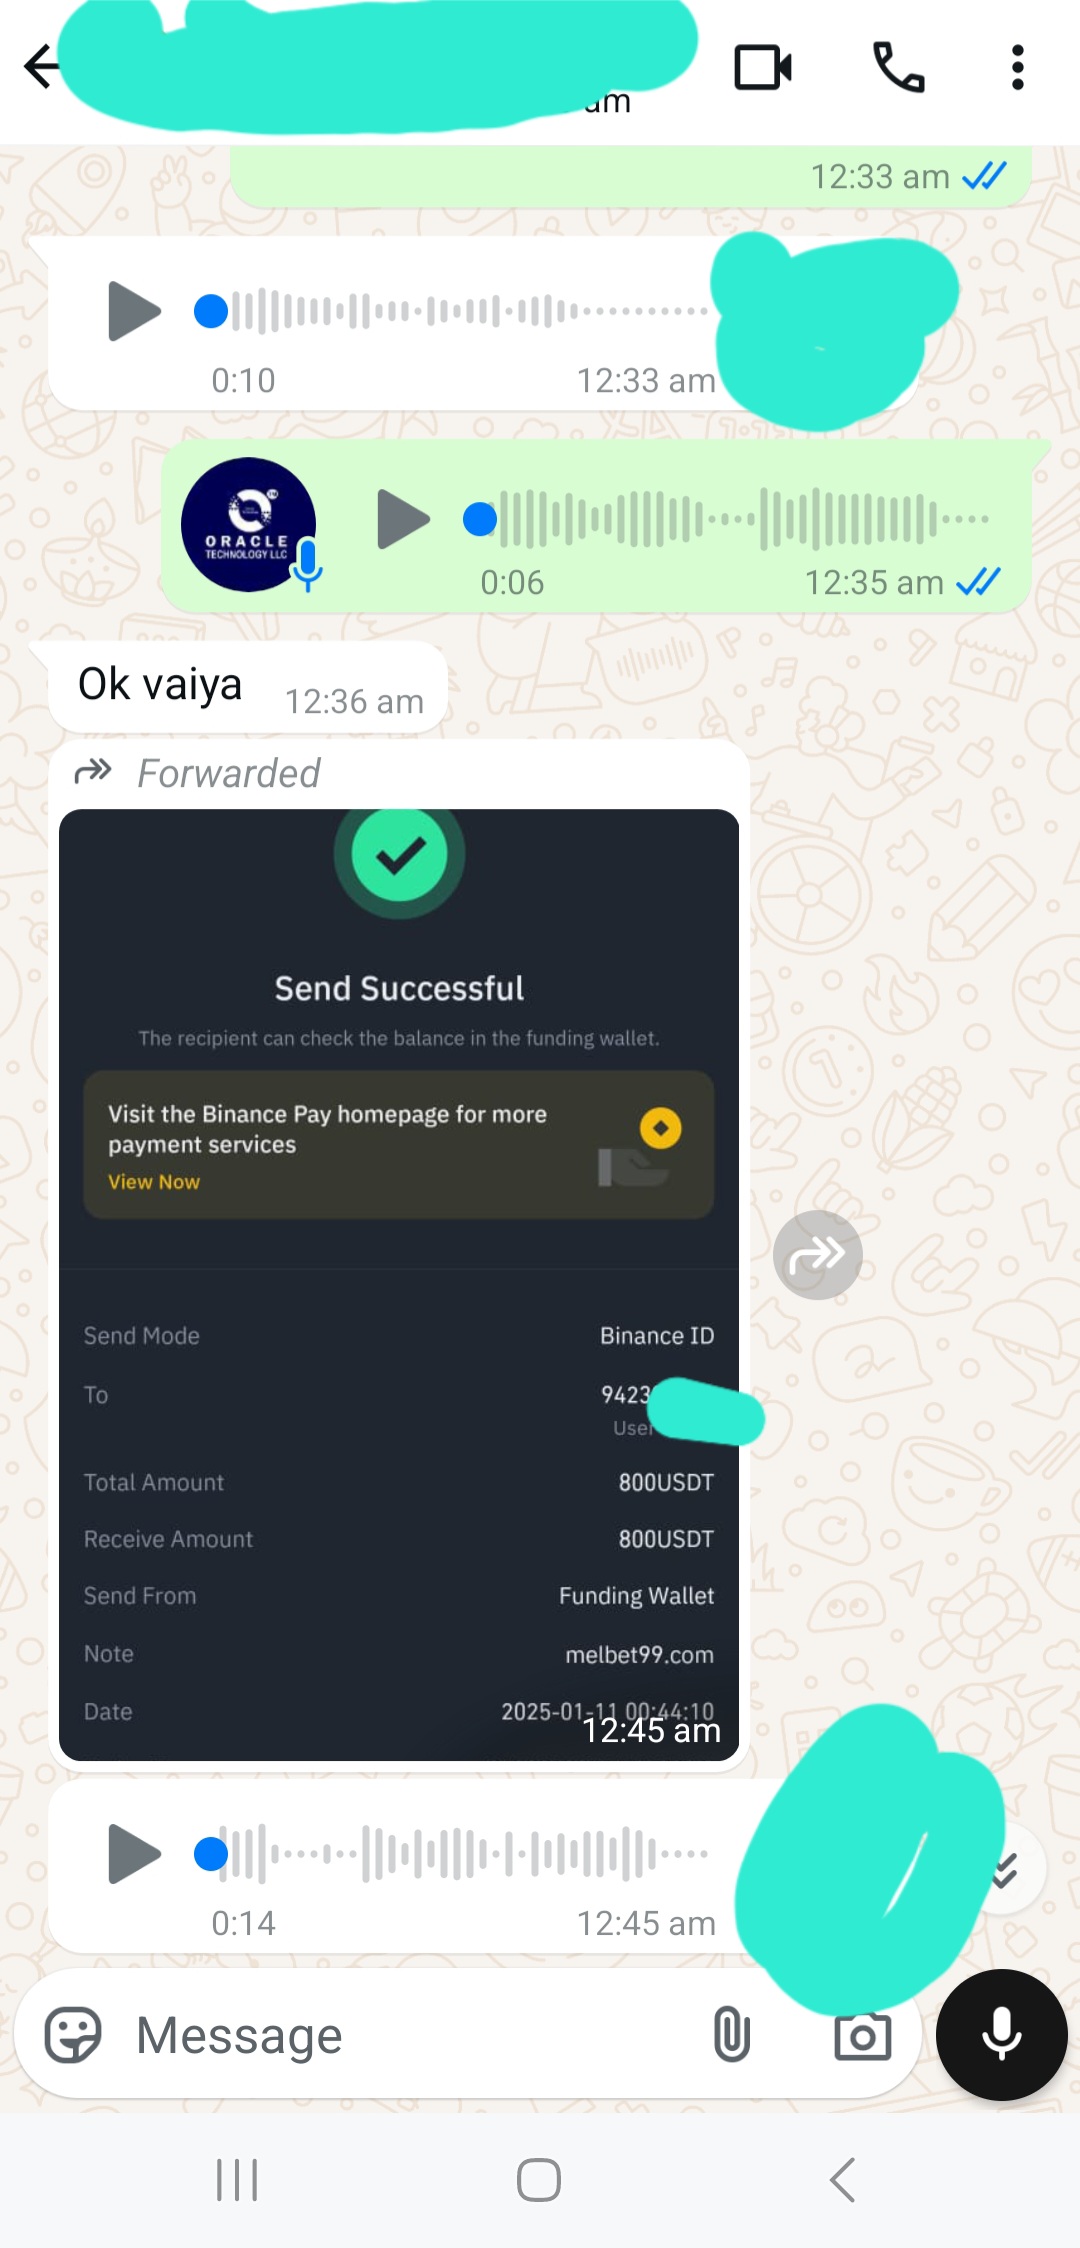 am
12:33 am
0:10
12:33 am
ORACLE
TECHNOLOGY LLC
0:06
12:35 am
Ok vaiya
12:36 am
Forwarded
Send Successful
The recipient can check the balance in the funding wallet.
Visit the Binance Pay homepage for more
payment services
View Now
Send Mode Binance ID
To 9423
User
Total Amount 800USDT
Receive Amount 800USDT
Send From Funding Wallet
Note melbet99.com
Date 2025-01-11 00:44:10
12:45 am
0:14
12:45 am
Message